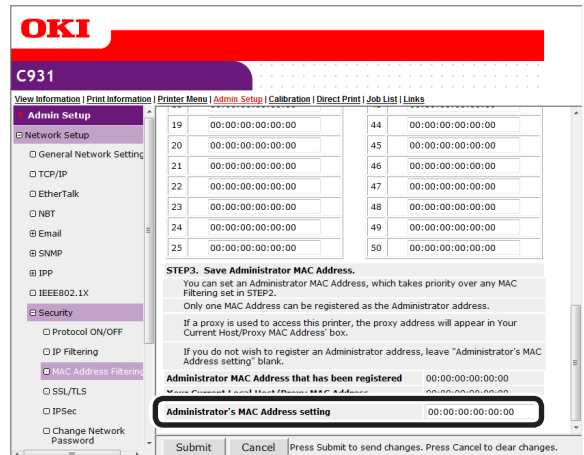 OKI
C931
View Information | Print Information | Printer Menu | Admin Setup | Calibration | Direct Print | Job List | Links
Admin Setup
Network Setup
General Network Setting
TCP/IP
EtherTalk
NBT
Email
SNMP
IPP
IEEE802.1X
Security
Protocol ON/OFF
IP Filtering
MAC Address Filtering
SSL/TLS
IPSec
Change Network
Password
19 00:00:00:00:00:00 44 00:00:00:00:00:00
20 00:00:00:00:00:00 45 00:00:00:00:00:00
21 00:00:00:00:00:00 46 00:00:00:00:00:00
22 00:00:00:00:00:00 47 00:00:00:00:00:00
23 00:00:00:00:00:00 48 00:00:00:00:00:00
24 00:00:00:00:00:00 49 00:00:00:00:00:00
25 00:00:00:00:00:00 50 00:00:00:00:00:00
STEP3. Save Administrator MAC Address.
You can set an Administrator MAC Address, which takes priority over any MAC
Filtering set in STEP2.
Only one MAC Address can be registered as the Administrator address.
If a proxy is used to access this printer, the proxy address will appear in Your
Current Host/Proxy MAC Address' box.
If you do not wish to register an Administrator address, leave "Administrator's MAC
Address setting" blank.
Administrator MAC Address that has been registered 00:00:00:00:00:00
Your Current Local Host/Proxy MAC Address 00:00:00:00:00:00
Administrator's MAC Address setting 00:00:00:00:00:00
Submit Cancel Press Submit to send changes. Press Cancel to clear changes.